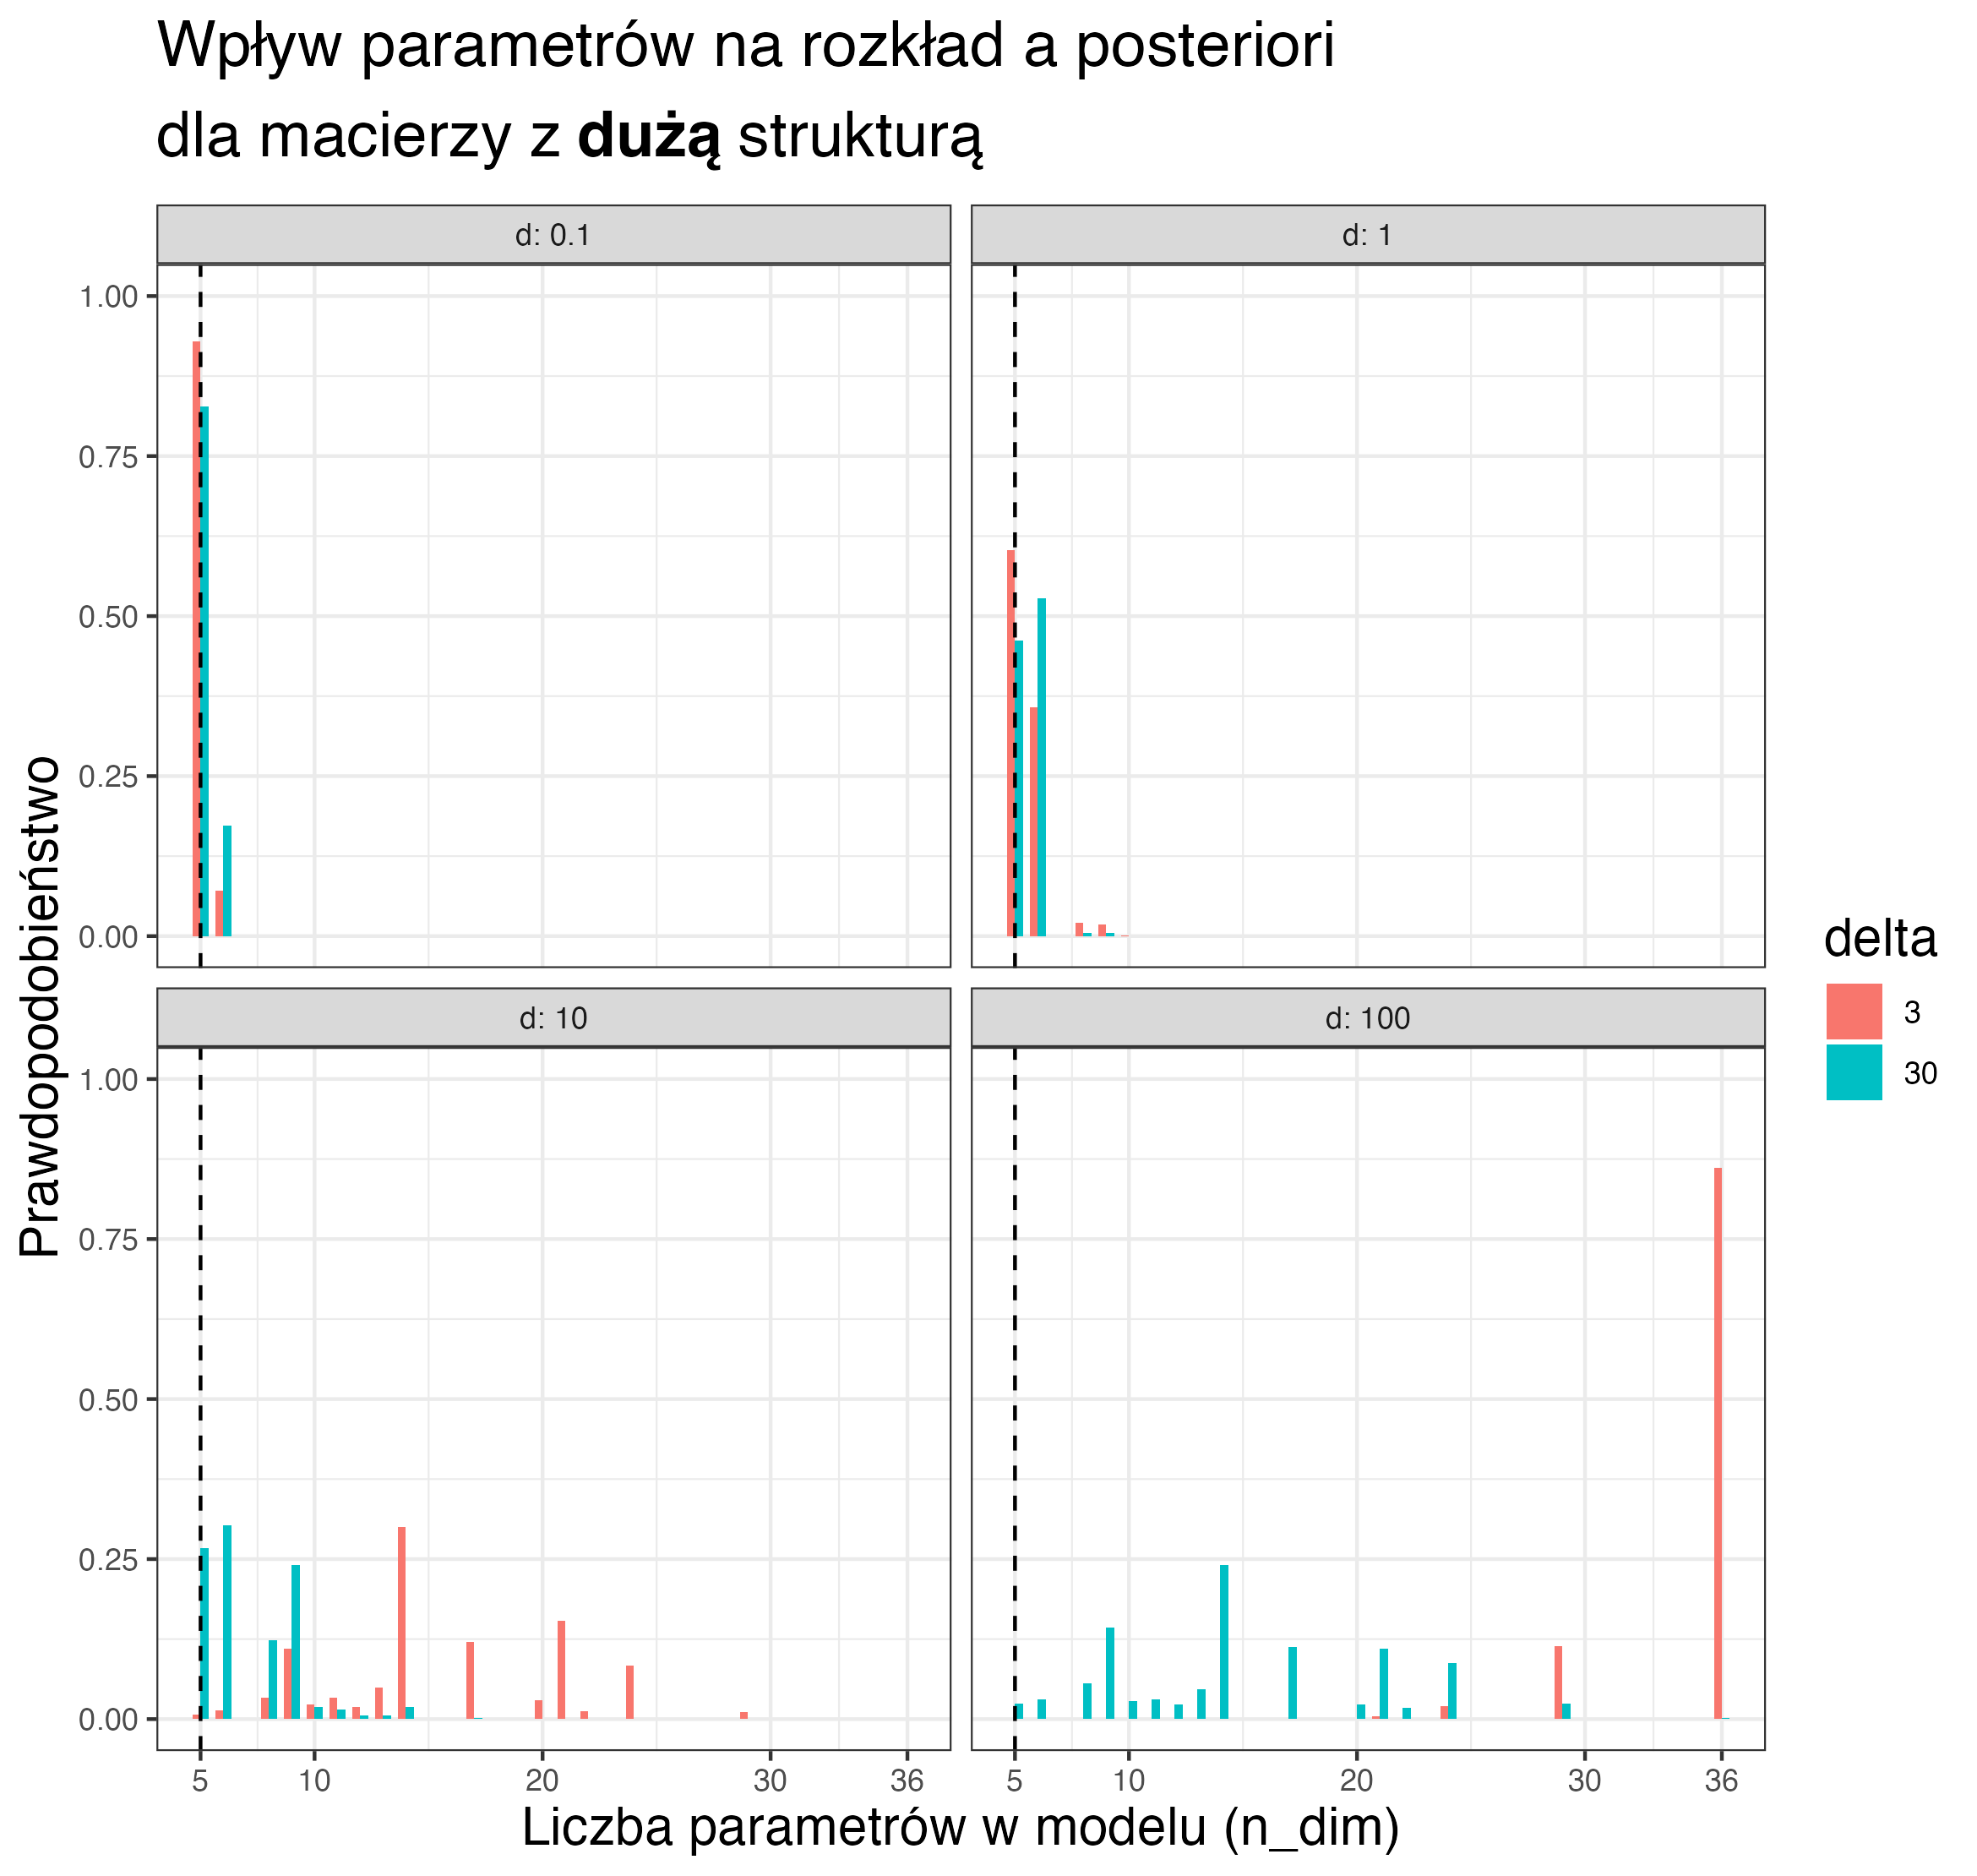 Wpływ parametrów na rozkład a posteriori
dla macierzy z dużą strukturą
d: 0.1
d: 1
1.00
0.75
0.50
0.25
0.00
d: 10
d: 100
1.00
0.75
0.50
0.25
0.00
5 10 20 30 36
5 10 20 30 36
Liczba parametrów w modelu (n_dim)
Prawdopodobieństwo
delta
3
30